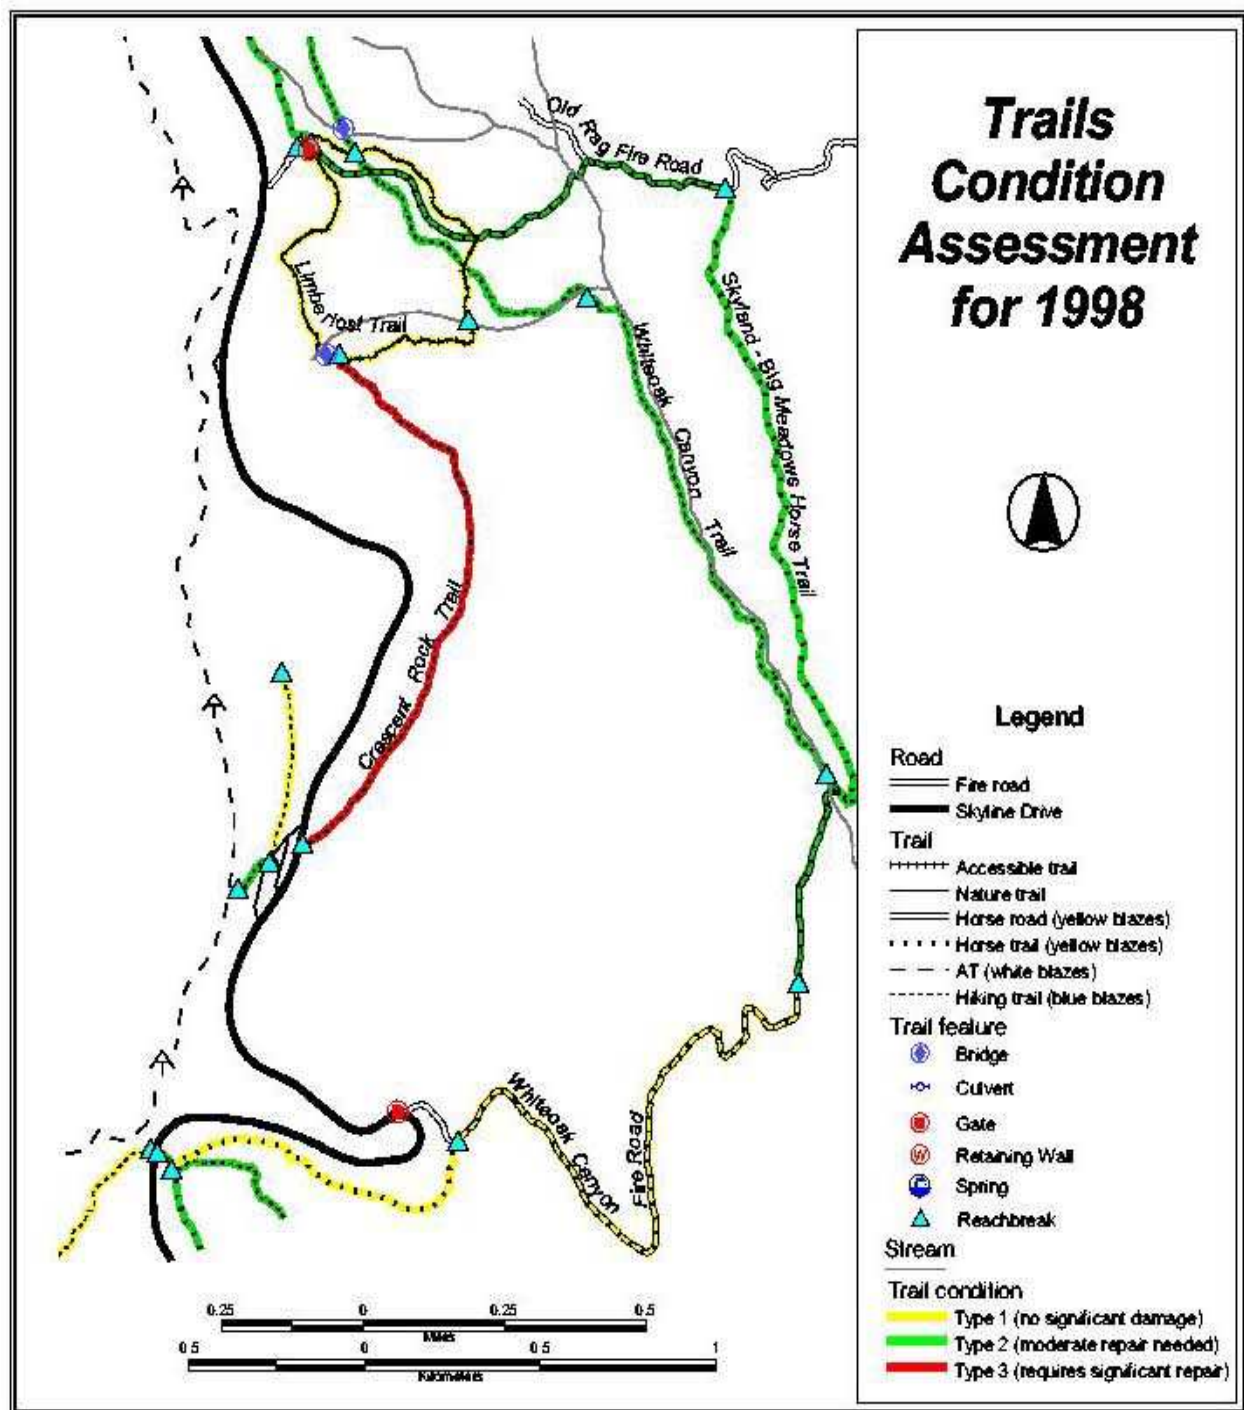 Trails
Condition
Assessment
for 1998
Old Rag Fire Road
Limberlost Trail
Whiteoak Canyon Trail
Skyland - Big Meadows Horse Trail
Crescent Rock Trail
Whiteoak Canyon
Fire Road
Legend
Road
Fire road
Skyline Drive
Trail
Accessible trail
Nature trail
Horse road (yellow blazes)
Horse trail (yellow blazes)
AT (white blazes)
Hiking trail (blue blazes)
Trail feature
Bridge
Culvert
Gate
W Retaining Wall
Spring
Reachbreak
Stream
Trail condition
Type 1 (no significant damage)
Type 2 (moderate repair needed)
Type 3 (requires significant repair)
0.25 0 0.25 0.5
Miles
0.5 0 0.5 1
Kilometers